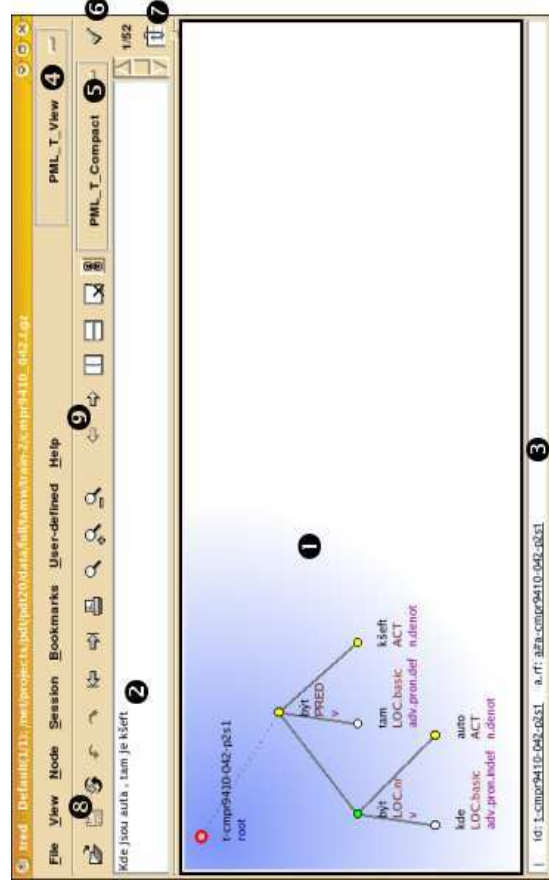 tred Default(1/1): /net/projects/pdt/pdt20/data/full/tamw/train-2/cmpr9410_042.t.gz
File View Node Session Bookmarks User-defined Help
PML_T_View
4
8
9
PML_T_Compact
5
6
Kde jsou auta , tam je kšeft
2
1/52
7
t-cmpr9410-042-p2s1
root
1
být
PRED
v
být
LOC.nr
v
tam
LOC.basic
adv.pron.def
kšeft
ACT
n.denot
kde
LOC.basic
adv.pron.indef
auto
ACT
n.denot
id: t-cmpr9410-042-p2s1 a.rf: a#a-cmpr9410-042-p2s1
3